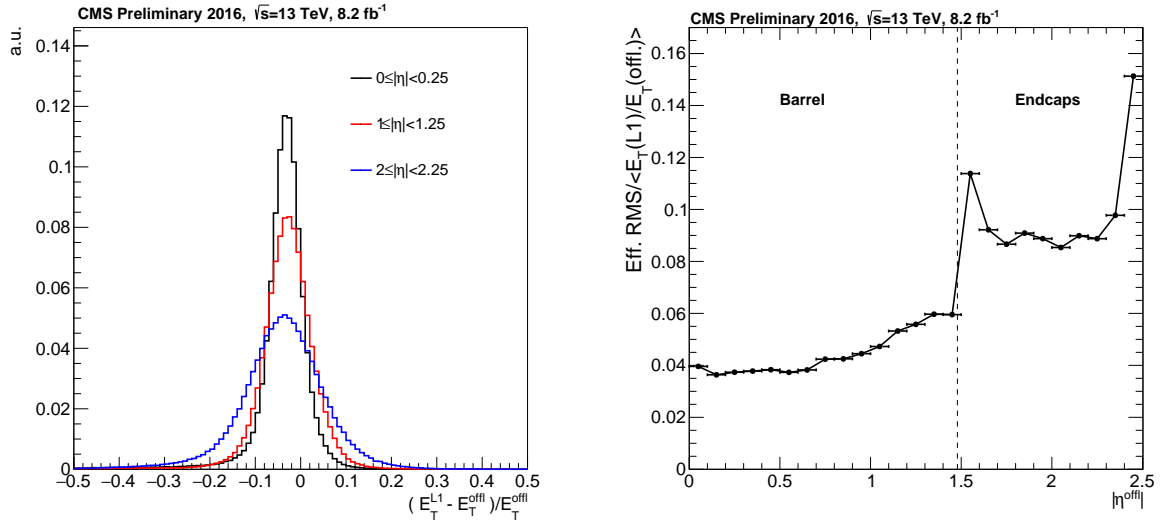 CMS Preliminary 2016, √s=13 TeV, 8.2 fb⁻¹
a.u.
0.14
0.12
0.1
0.08
0.06
0.04
0.02
0
0≤|η|<0.25
1≤|η|<1.25
2≤|η|<2.25
−0.5 −0.4 −0.3 −0.2 −0.1 0 0.1 0.2 0.3 0.4 0.5
( E_T^L1 - E_T^offl )/E_T^offl
CMS Preliminary 2016, √s=13 TeV, 8.2 fb⁻¹
Eff. RMS/<E_T(L1)/E_T(offl.)>
0.16
0.14
0.12
0.1
0.08
0.06
0.04
0.02
0
Barrel
Endcaps
0 0.5 1 1.5 2 2.5
|η^offl|